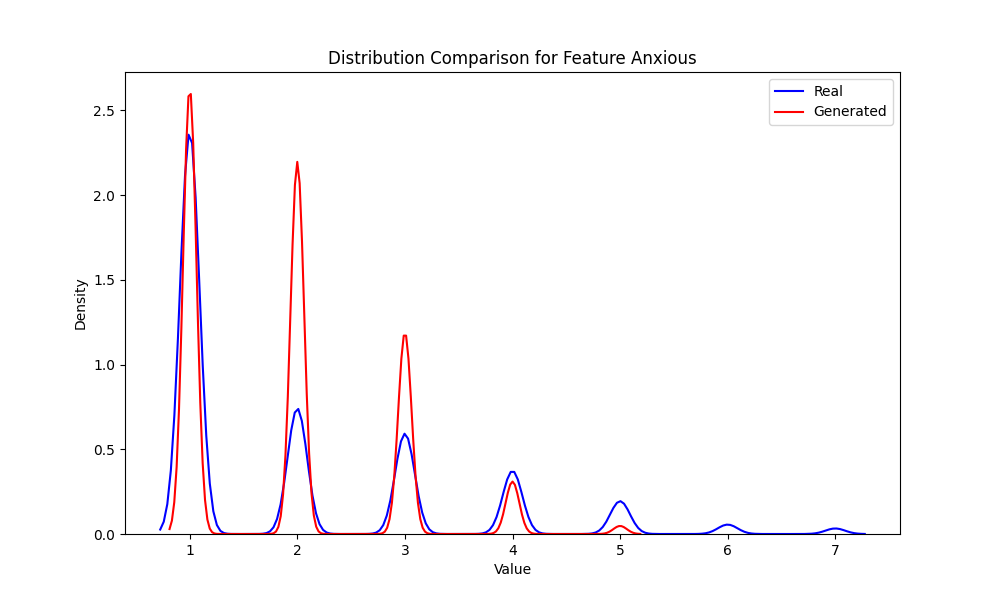 Distribution Comparison for Feature Anxious
Real
Generated
Density
2.5
2.0
1.5
1.0
0.5
0.0
1 2 3 4 5 6 7
Value